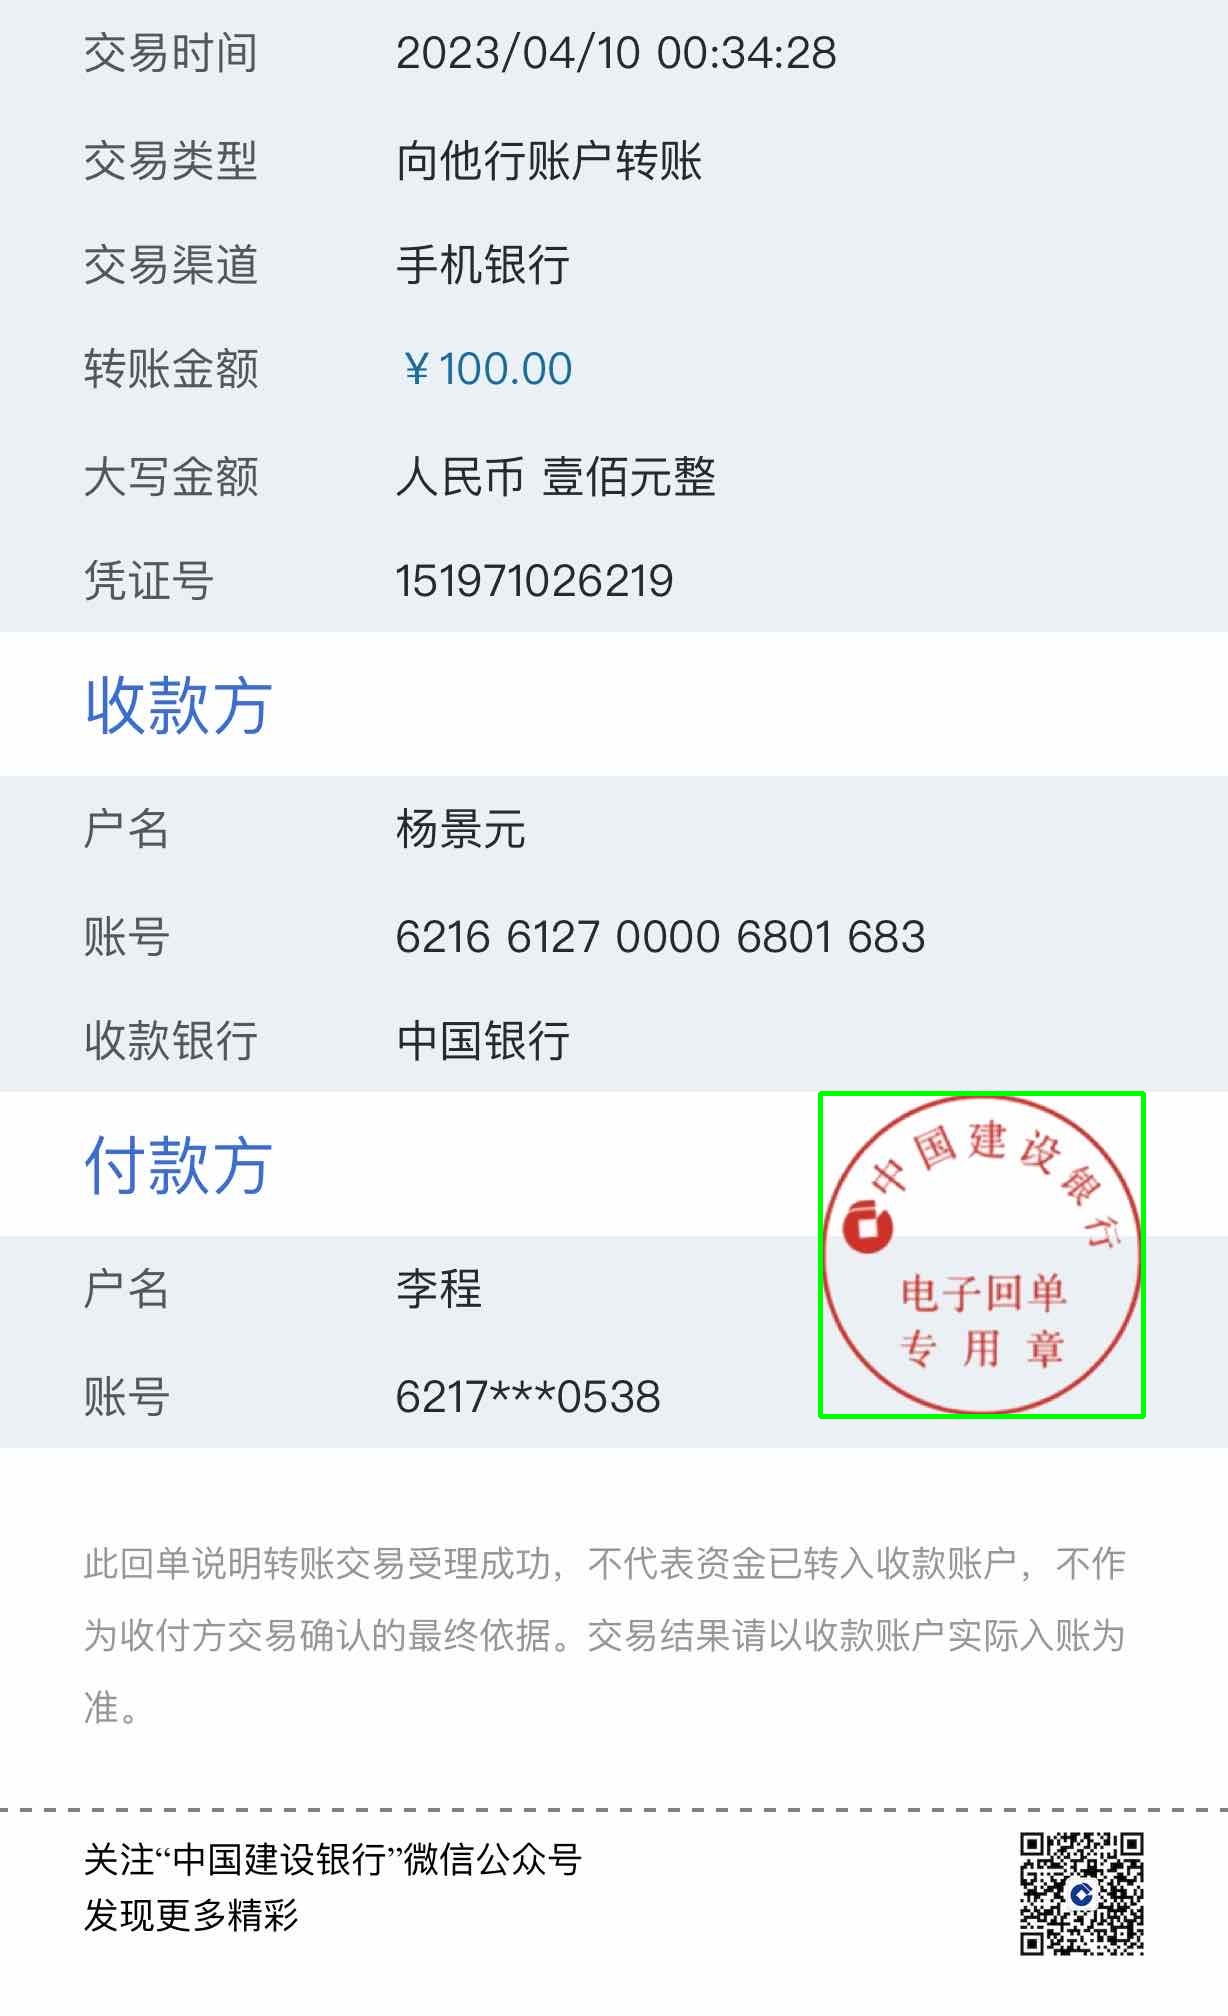 交易时间 2023/04/10 00:34:28
交易类型 向他行账户转账
交易渠道 手机银行
转账金额 ￥100.00
大写金额 人民币 壹佰元整
凭证号 151971026219
收款方
户名 杨景元
账号 6216 6127 0000 6801 683
收款银行 中国银行
付款方
中国建设银行
电子回单
专用章
户名 李程
账号 6217***0538
此回单说明转账交易受理成功，不代表资金已转入收款账户，不作
为收付方交易确认的最终依据。交易结果请以收款账户实际入账为
准。
关注“中国建设银行”微信公众号
发现更多精彩